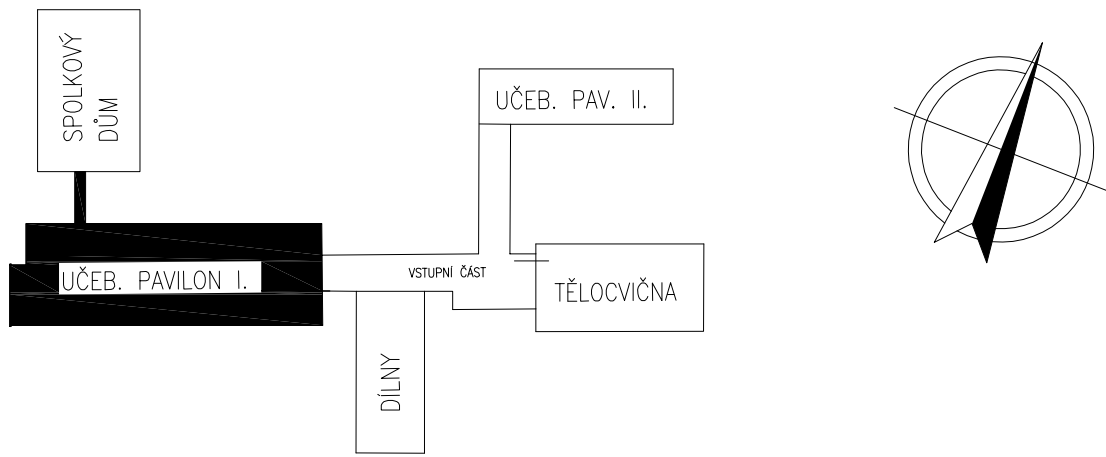 SPOLKOVÝ
DŮM
UČEB. PAV. II.
VSTUPNÍ ČÁST
UČEB. PAVILON I.
TĚLOCVIČNA
DÍLNY